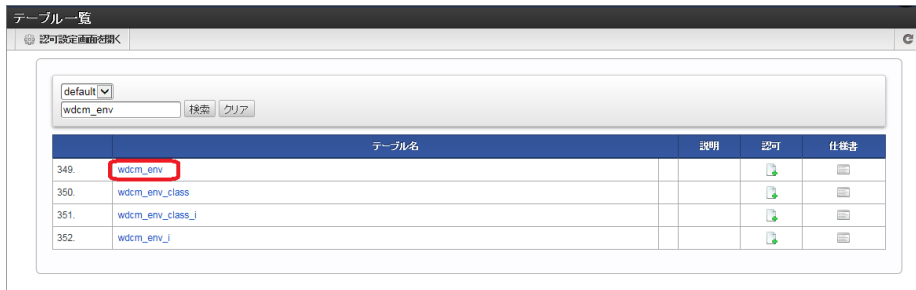 テーブル一覧
認可設定画面を開く
default
wdcm_env 検索 クリア
テーブル名 説明 認可 仕様書
349. wdcm_env
350. wdcm_env_class
351. wdcm_env_class_i
352. wdcm_env_i